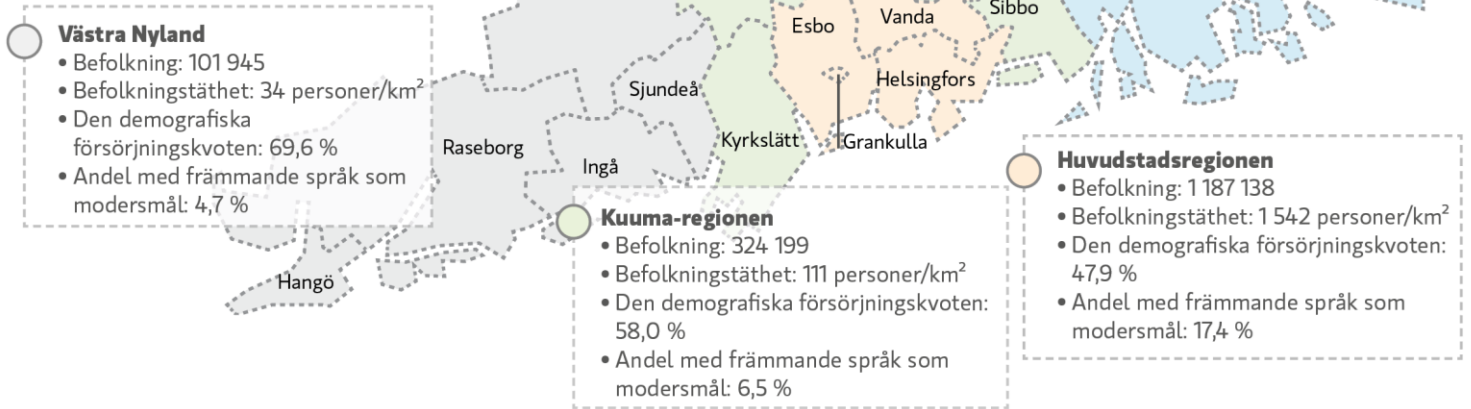 Västra Nyland
• Befolkning: 101 945
• Befolkningstäthet: 34 personer/km²
• Den demografiska
försörjningskvoten: 69,6 %
• Andel med främmande språk som
modersmål: 4,7 %
Esbo
Vanda
Sibbo
Helsingfors
Sjundeå
Kyrkslätt
Grankulla
Raseborg
Ingå
Hangö
Kuuma-regionen
• Befolkning: 324 199
• Befolkningstäthet: 111 personer/km²
• Den demografiska försörjningskvoten:
58,0 %
• Andel med främmande språk som
modersmål: 6,5 %
Huvudstadsregionen
• Befolkning: 1 187 138
• Befolkningstäthet: 1 542 personer/km²
• Den demografiska försörjningskvoten:
47,9 %
• Andel med främmande språk som
modersmål: 17,4 %